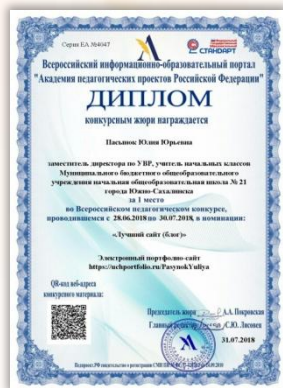 Серия ЕА №4047
СТАНДАРТ
Всероссийский информационно-образовательный портал
"Академия педагогических проектов Российской Федерации"
ДИПЛОМ
конкурсным жюри награждается
Пасынок Юлия Юрьевна
заместитель директора по УВР, учитель начальных классов
Муниципального бюджетного общеобразовательного
учреждения начальная общеобразовательная школа № 21
города Южно-Сахалинска
за 1 место
во Всероссийском педагогическом конкурсе,
проводившемся с 28.06.2018 по 30.07.2018, в номинации:
«Лучший сайт (блог)»
Электронный портфолио-сайт
https://uchportfolio.ru/PasynokYuliya
QR-код веб-адреса
конкурсного материала:
Председатель жюри А.А. Покровская
Главный редактор С.Ю. Лисовец
31.07.2018